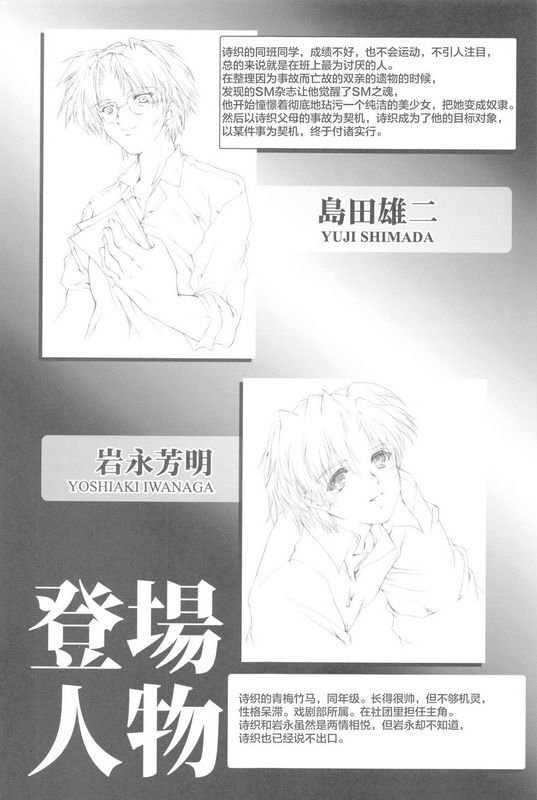 诗织的同班同学，成绩不好，也不会运动，不引人注目，
总的来说就是在班上最为讨厌的人。
在整理因为事故而亡故的双亲的遗物的时候，
发现的SM杂志让他觉醒了SM之魂，
他开始憧憬着彻底地玷污一个纯洁的美少女，把她变成奴隶。
然后以诗织父母的事故为契机，诗织成为了他的目标对象，
以某件事为契机，终于付诸实行。
島田雄二
YUJI SHIMADA
岩永芳明
YOSHIAKI IWANAGA
登場
人物
诗织的青梅竹马，同年级。长得很帅，但不够机灵，
性格呆滞。戏剧部所属。在社团里担任主角。
诗织和岩永虽然是两情相悦，但岩永却不知道，
诗织也已经说不出口。